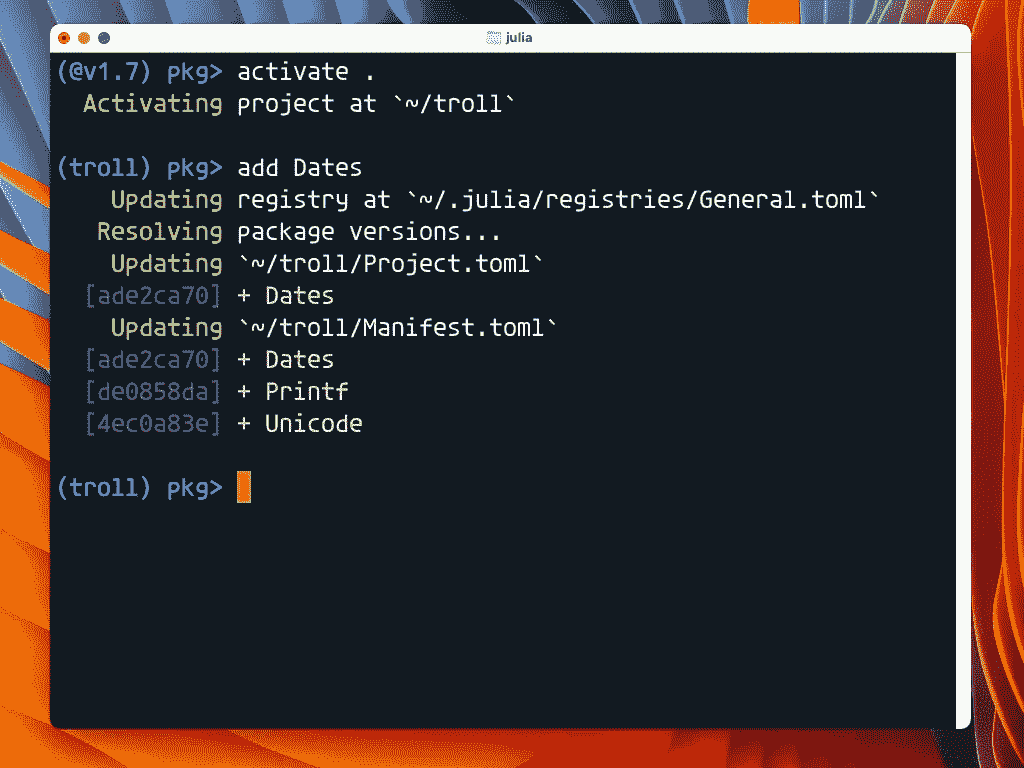 julia
(@v1.7) pkg> activate .
Activating project at `~/troll`
(troll) pkg> add Dates
Updating registry at `~/.julia/registries/General.toml`
Resolving package versions...
Updating `~/troll/Project.toml`
[ade2ca70] + Dates
Updating `~/troll/Manifest.toml`
[ade2ca70] + Dates
[de0858da] + Printf
[4ec0a83e] + Unicode
(troll) pkg>